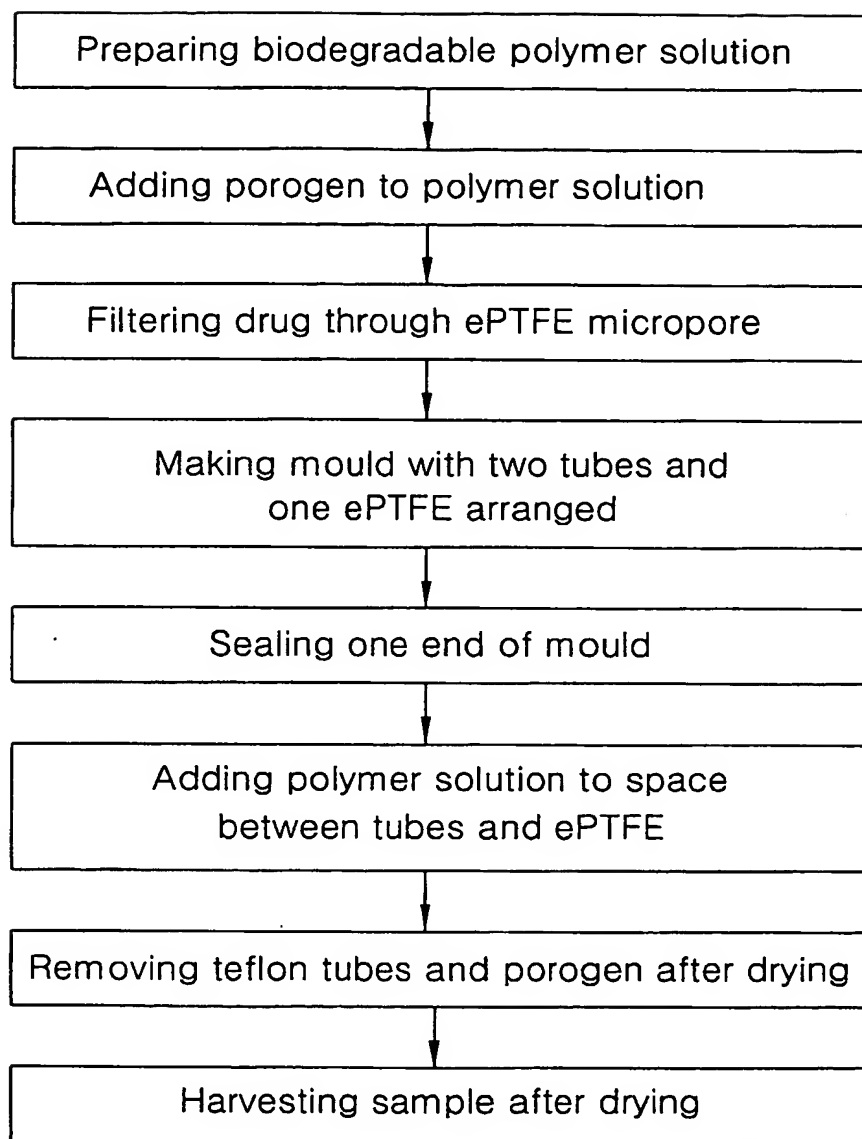 Preparing biodegradable polymer solution
Adding porogen to polymer solution
Filtering drug through ePTFE micropore
Making mould with two tubes and
one ePTFE arranged
Sealing one end of mould
Adding polymer solution to space
between tubes and ePTFE
Removing teflon tubes and porogen after drying
Harvesting sample after drying